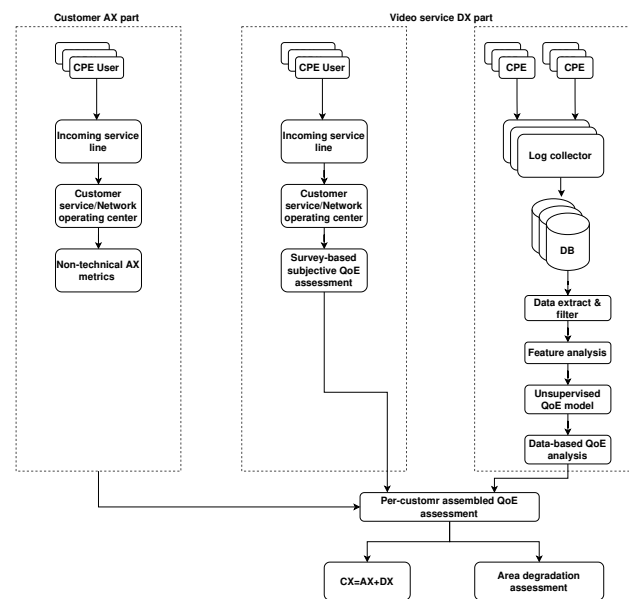 Customer AX part
Video service DX part
CPE User
CPE User
CPE
CPE
Incoming service
line
Incoming service
line
Log collector
Customer
service/Network
operating center
Customer
service/Network
operating center
Non-technical AX
metrics
Survey-based
subjective QoE
assessment
DB
Data extract &
filter
Feature analysis
Unsupervised
QoE model
Data-based QoE
analysis
Per-customr assembled QoE
assessment
CX=AX+DX
Area degradation
assessment